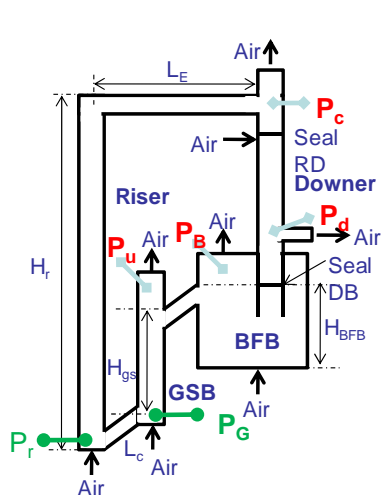 Air
L_E
P_c
Air
Seal
RD
Downer
Riser
P_d
Air
P_u
Air
P_B
Air
H_r
Seal
DB
H_BFB
BFB
H_gs
GSB
P_G
P_r
L_c
Air
Air
Air